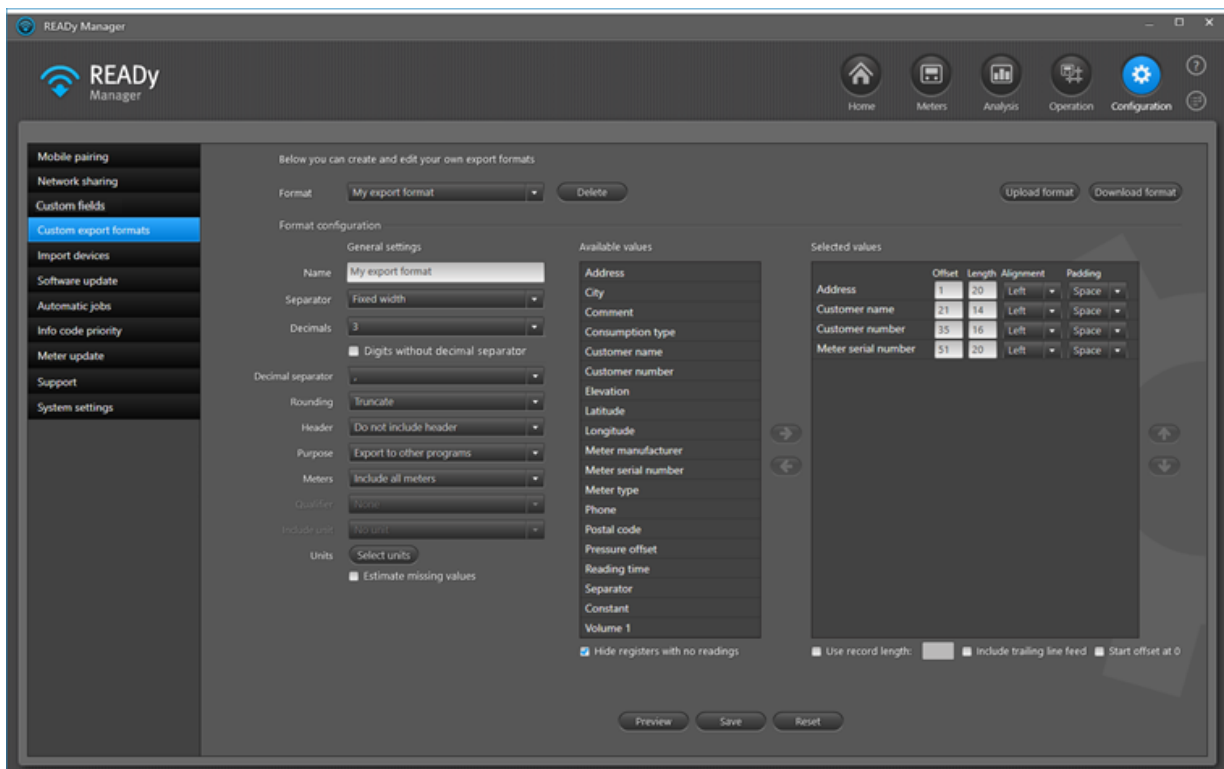 READy Manager
READy
Manager
Home Meters Analysis Operation Configuration
Mobile pairing
Network sharing
Custom fields
Custom export formats
Import devices
Software update
Automatic jobs
Info code priority
Meter update
Support
System settings
Below you can create and edit your own export formats
Format My export format Delete Upload format Download format
Format configuration
General settings
Name My export format
Separator Fixed width
Decimals 3
Digits without decimal separator
Decimal separator ,
Rounding Truncate
Header Do not include header
Purpose Export to other programs
Meters Include all meters
Qualifier None
Include unit No unit
Units Select units
Estimate missing values
Available values
Address
City
Comment
Consumption type
Customer name
Customer number
Elevation
Latitude
Longitude
Meter manufacturer
Meter serial number
Meter type
Phone
Postal code
Pressure offset
Reading time
Separator
Constant
Volume 1
Hide registers with no readings
Selected values
Offset Length Alignment Padding
Address 1 20 Left Space
Customer name 21 14 Left Space
Customer number 35 16 Left Space
Meter serial number 51 20 Left Space
Use record length: Include trailing line feed Start offset at 0
Preview Save Reset